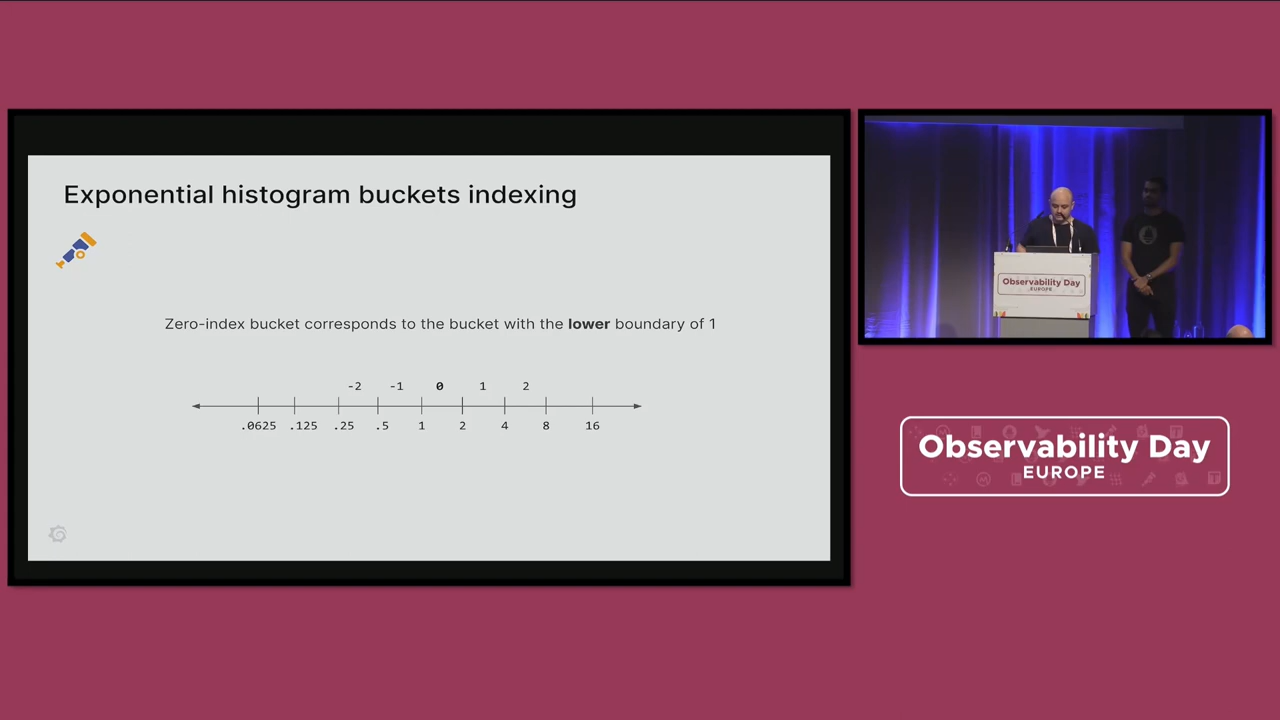 Exponential histogram buckets indexing
Zero-index bucket corresponds to the bucket with the lower boundary of 1
-2 -1 0 1 2
.0625 .125 .25 .5 1 2 4 8 16
Observability Day
EUROPE
Observability Day
EUROPE